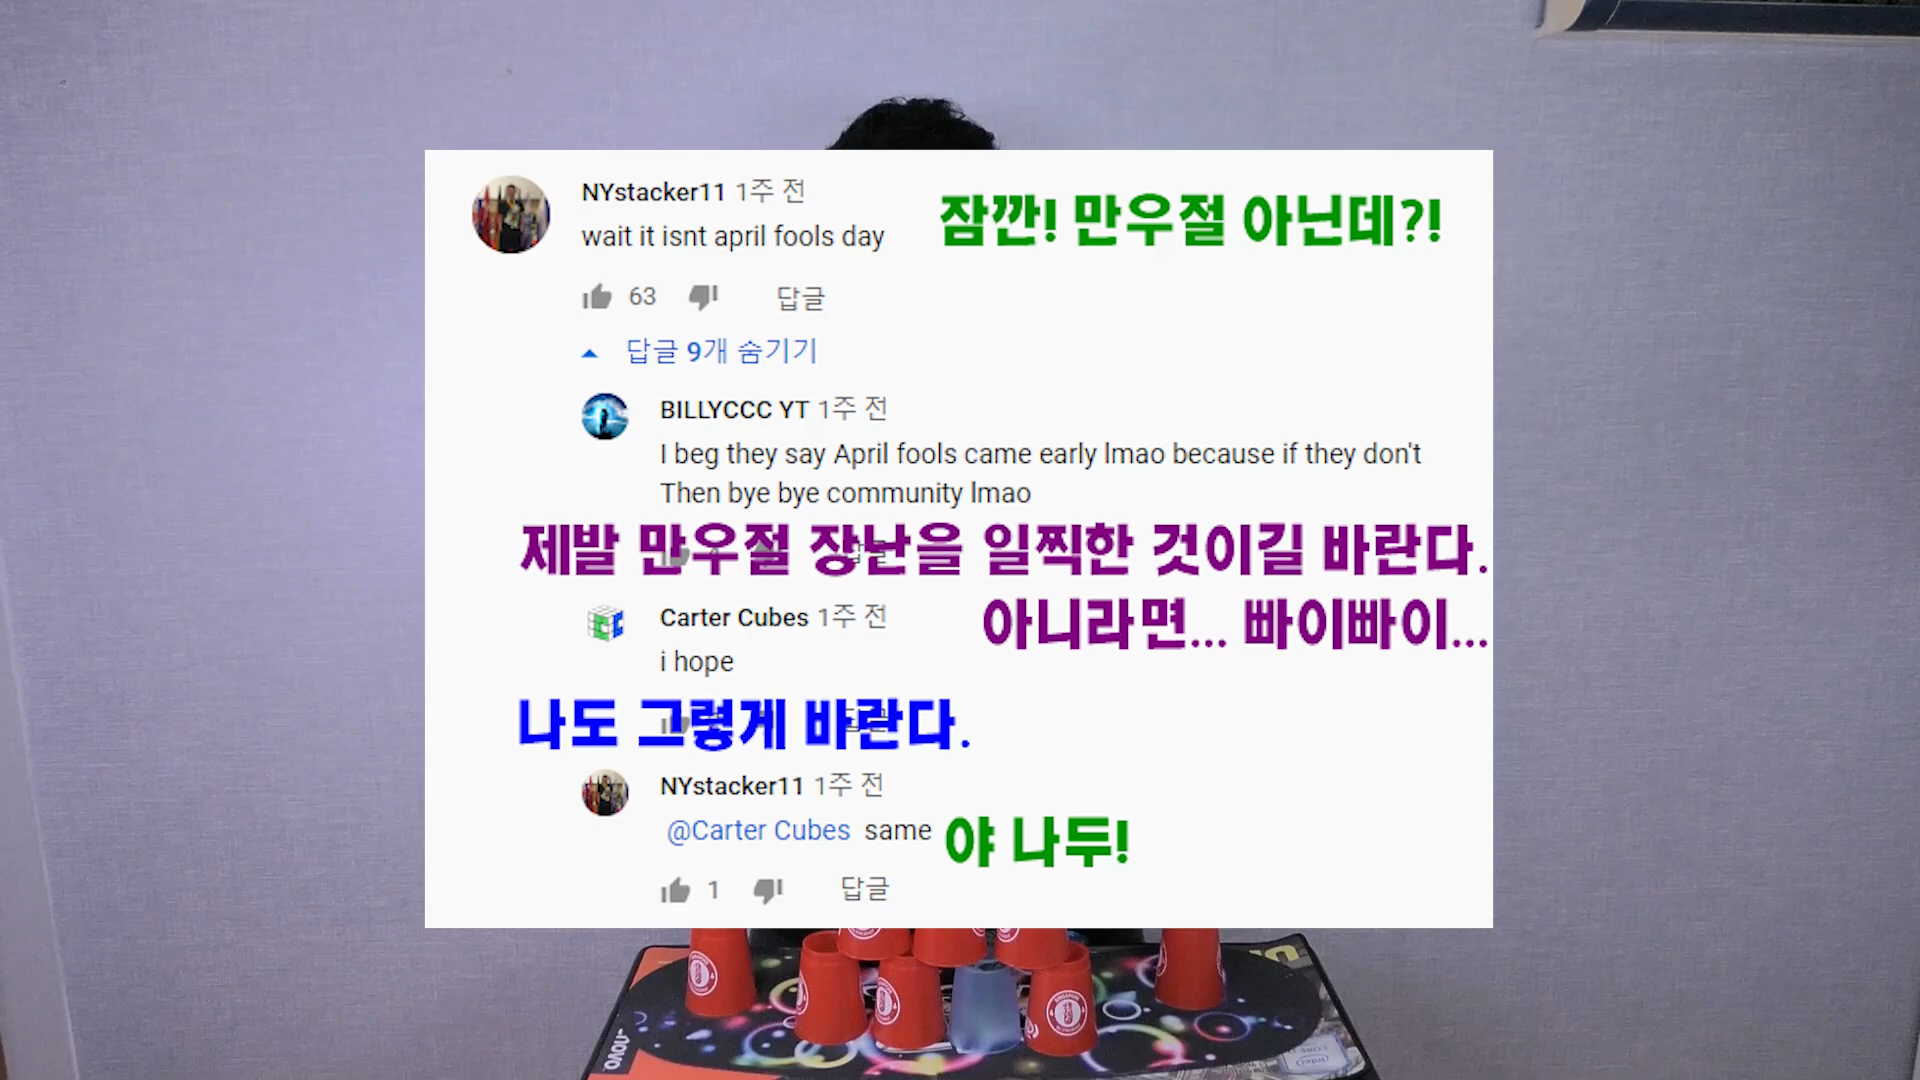 NYstacker11 1주 전
wait it isnt april fools day
잠깐! 만우절 아닌데?!
63 답글
답글 9개 숨기기
BILLYCCC YT 1주 전
I beg they say April fools came early lmao because if they don't
Then bye bye community lmao
제발 만우절 장난을 일찍한 것이길 바란다.
아니라면... 빠이빠이...
Carter Cubes 1주 전
i hope
나도 그렇게 바란다.
NYstacker11 1주 전
@Carter Cubes same
야 나두!
1 답글